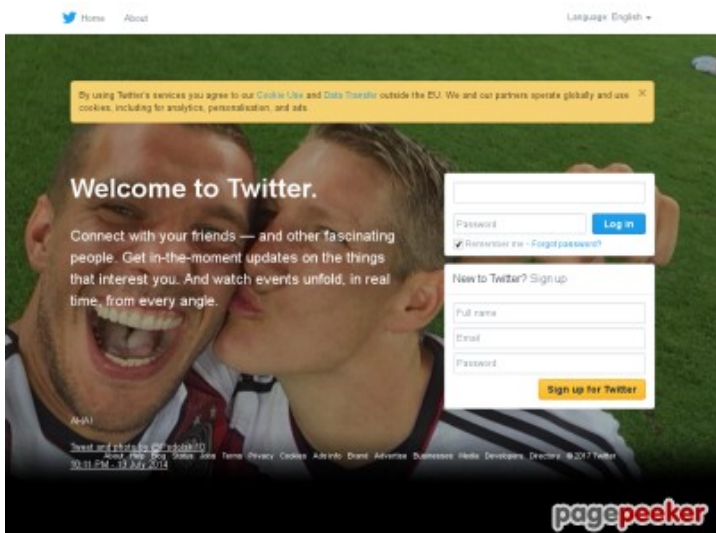 Home About
Language: English
By using Twitter's services you agree to our Cookie Use and Data Transfer outside the EU. We and our partners operate globally and use
cookies, including for analytics, personalisation, and ads.
Welcome to Twitter.
Connect with your friends — and other fascinating
people. Get in-the-moment updates on the things
that interest you. And watch events unfold, in real
time, from every angle.
Password
Log in
Remember me · Forgot password?
New to Twitter? Sign up
Full name
Email
Password
Sign up for Twitter
AHA!
Tweet and photo by @Podolski10
10:11 PM - 13 July 2014
About Help Blog Status Jobs Terms Privacy Cookies Ads info Brand Advertise Businesses Media Developers Directory © 2017 Twitter
pagepeeker